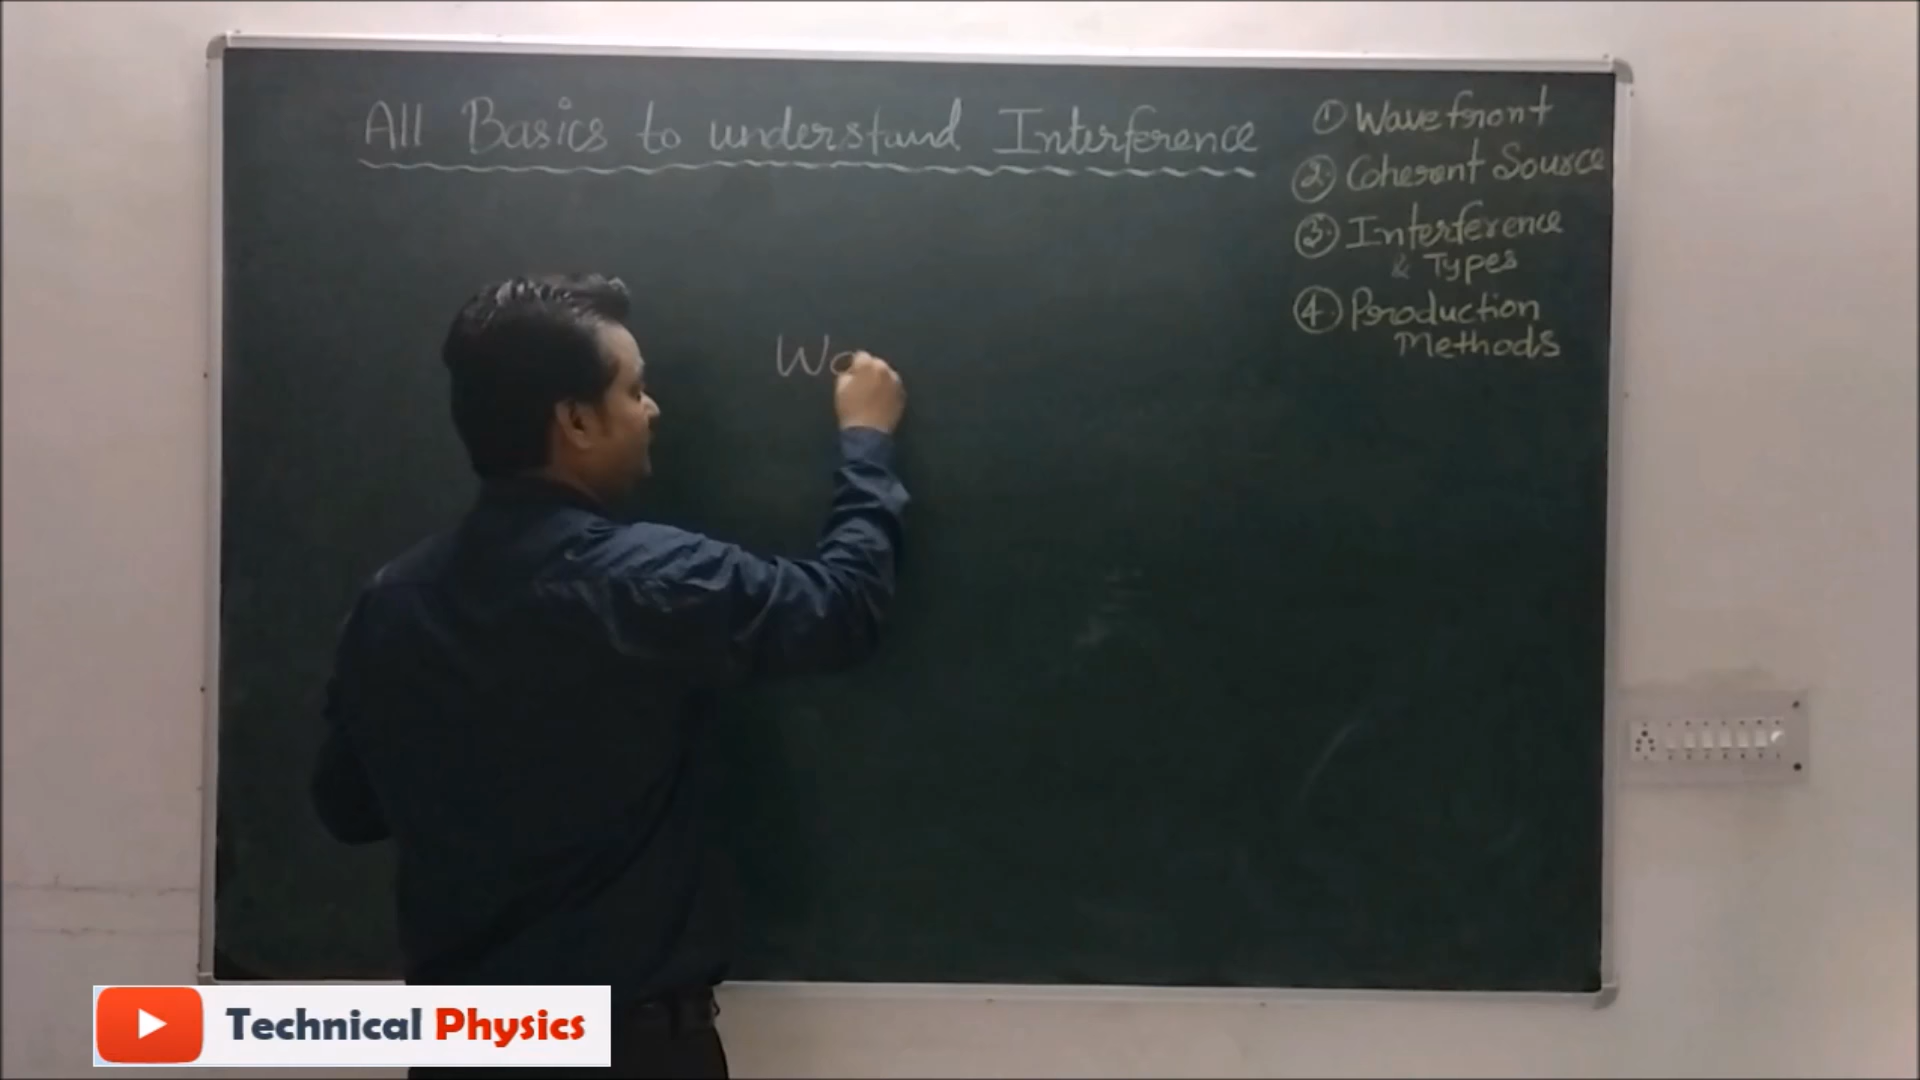 All Basics to understand Interference
① Wavefront
②. Coherent Source
③. Interference
& Types
④. Production
Methods
Wa
Technical Physics